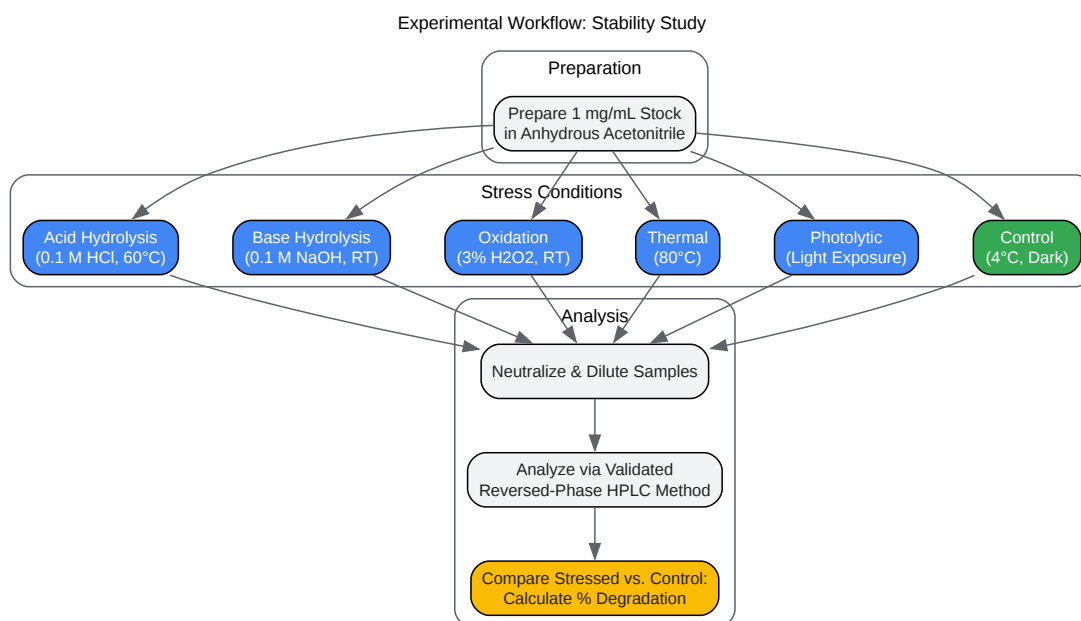 Experimental Workflow: Stability Study
Preparation
Prepare 1 mg/mL Stock
in Anhydrous Acetonitrile
Stress Conditions
Acid Hydrolysis
(0.1 M HCl, 60°C)
Base Hydrolysis
(0.1 M NaOH, RT)
Oxidation
(3% H2O2, RT)
Thermal
(80°C)
Photolytic
(Light Exposure)
Control
(4°C, Dark)
Analysis
Neutralize & Dilute Samples
Analyze via Validated
Reversed-Phase HPLC Method
Compare Stressed vs. Control:
Calculate % Degradation